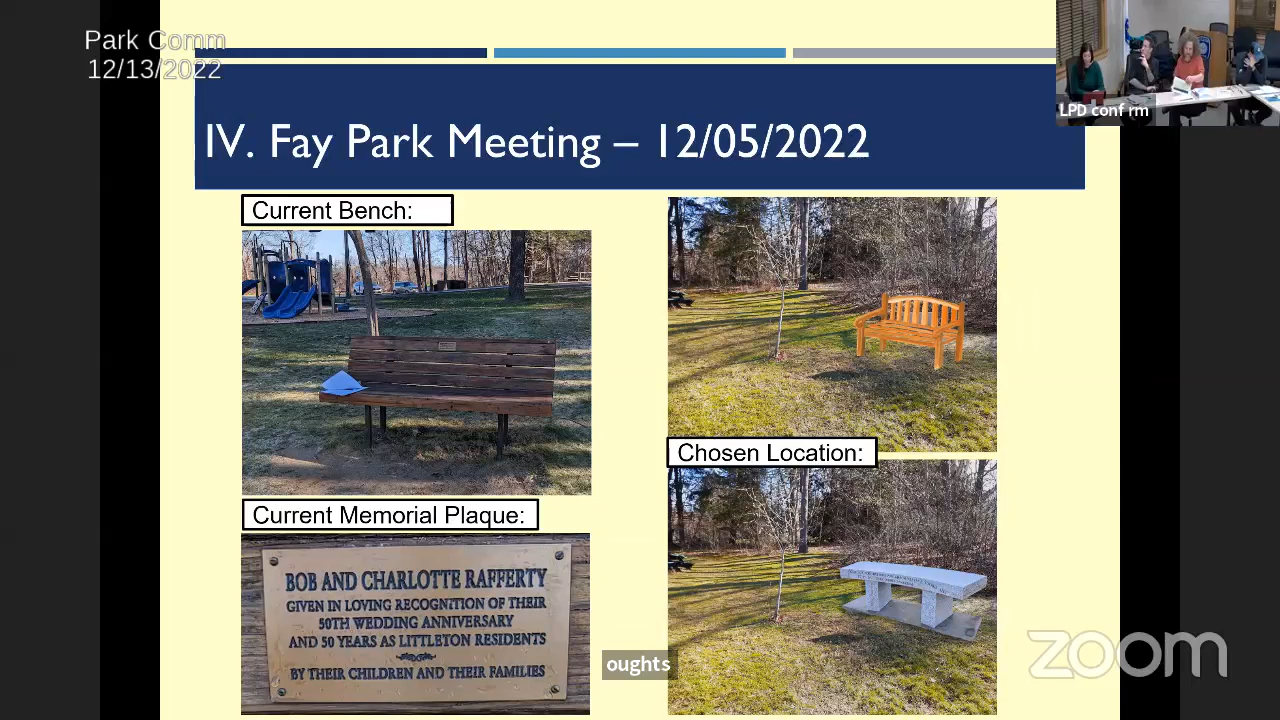 Park Comm
12/13/2022
LPD conf rm
IV. Fay Park Meeting – 12/05/2022
Current Bench:
Chosen Location:
Current Memorial Plaque:
BOB AND CHARLOTTE RAFFERTY
GIVEN IN LOVING RECOGNITION OF THEIR
50TH WEDDING ANNIVERSARY
AND 50 YEARS AS LITTLETON RESIDENTS
BY THEIR CHILDREN AND THEIR FAMILIES
oughts
zoom